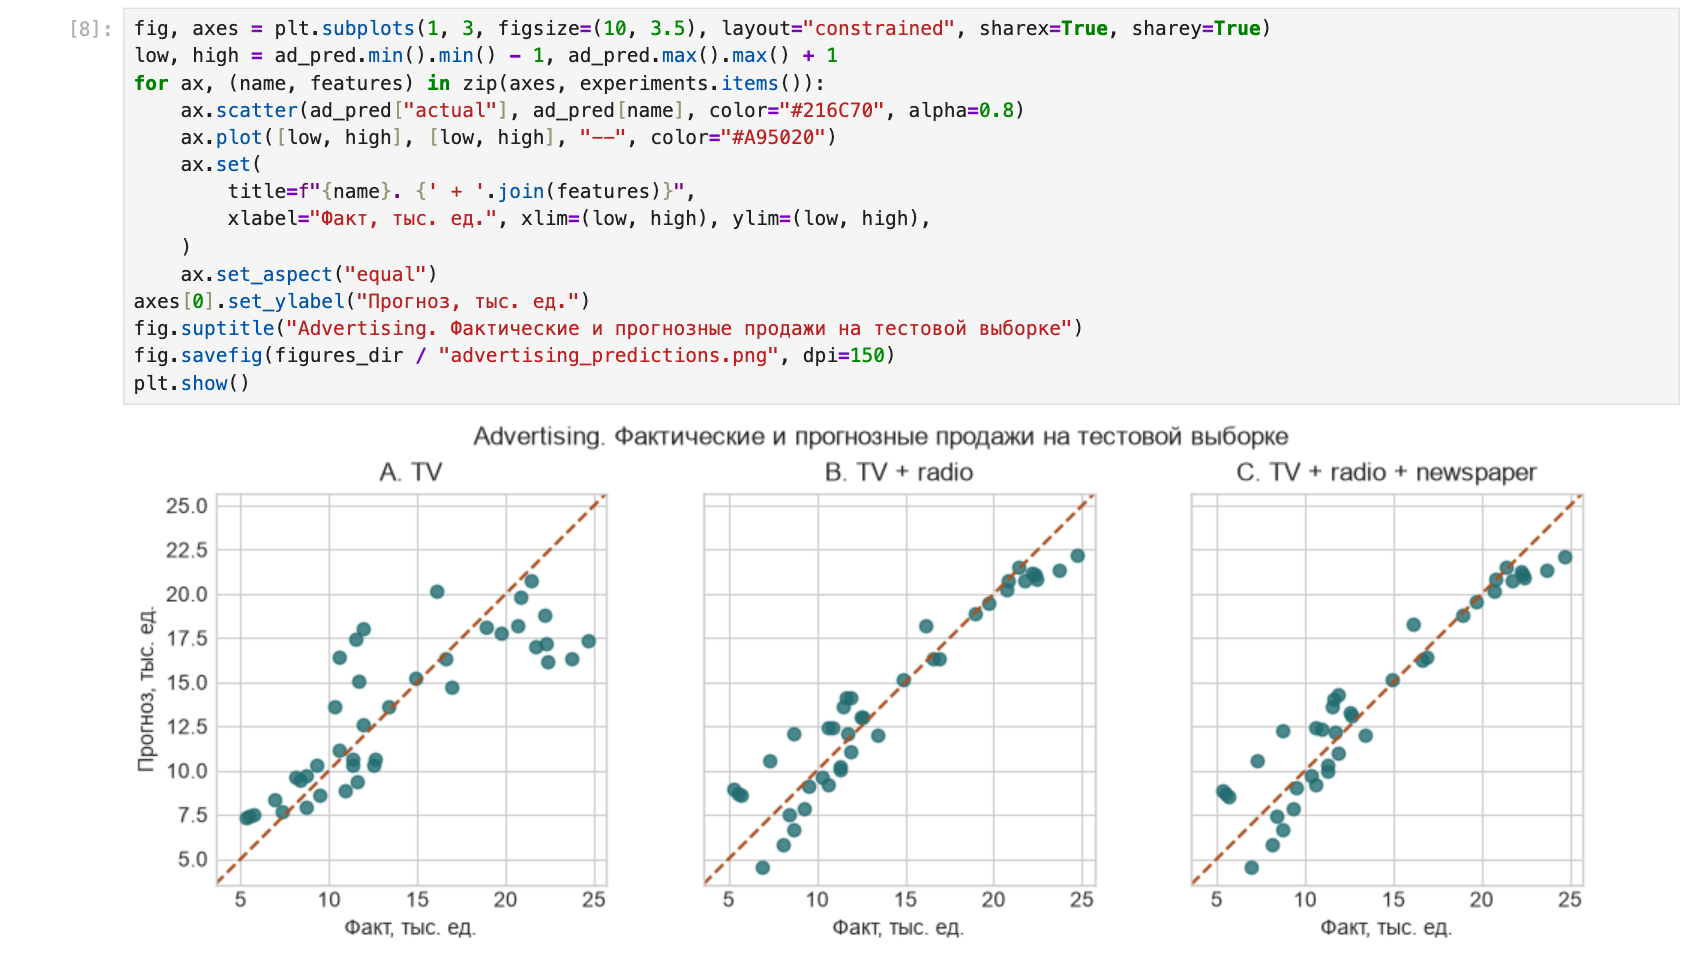 [8]: fig, axes = plt.subplots(1, 3, figsize=(10, 3.5), layout="constrained", sharex=True, sharey=True)
low, high = ad_pred.min().min() - 1, ad_pred.max().max() + 1
for ax, (name, features) in zip(axes, experiments.items()):
    ax.scatter(ad_pred["actual"], ad_pred[name], color="#216C70", alpha=0.8)
    ax.plot([low, high], [low, high], "--", color="#A95020")
    ax.set(
        title=f"{name}. {' + '.join(features)}",
        xlabel="Факт, тыс. ед.", xlim=(low, high), ylim=(low, high),
    )
    ax.set_aspect("equal")
axes[0].set_ylabel("Прогноз, тыс. ед.")
fig.suptitle("Advertising. Фактические и прогнозные продажи на тестовой выборке")
fig.savefig(figures_dir / "advertising_predictions.png", dpi=150)
plt.show()
Advertising. Фактические и прогнозные продажи на тестовой выборке
A. TV
B. TV + radio
C. TV + radio + newspaper
Прогноз, тыс. ед.
25.0
22.5
20.0
17.5
15.0
12.5
10.0
7.5
5.0
5 10 15 20 25
5 10 15 20 25
5 10 15 20 25
Факт, тыс. ед.
Факт, тыс. ед.
Факт, тыс. ед.